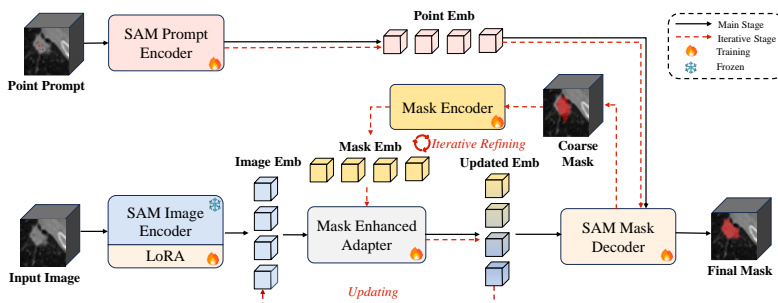 Point Prompt
SAM Prompt
Encoder
Point Emb
Main Stage
Iterative Stage
Training
Frozen
Mask Encoder
Coarse
Mask
Mask Emb
Iterative Refining
Image Emb
Updated Emb
Input Image
SAM Image
Encoder
LoRA
Mask Enhanced
Adapter
SAM Mask
Decoder
Final Mask
Updating